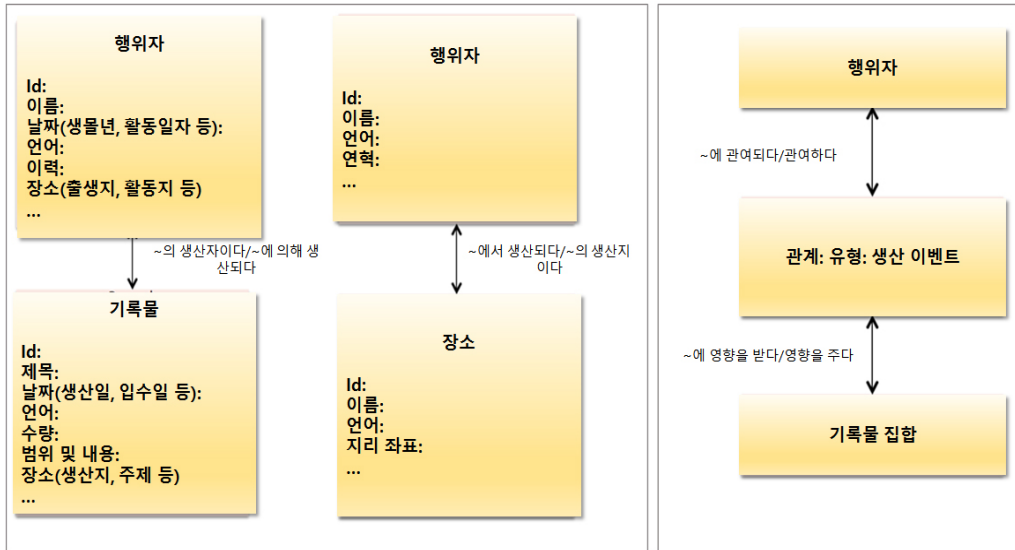 행위자
Id:
이름:
날짜(생몰년, 활동일자 등):
언어:
이력:
장소(출생지, 활동지 등)
...
~의 생산자이다/~에 의해 생
산되다
기록물
Id:
제목:
날짜(생산일, 입수일 등):
언어:
수량:
범위 및 내용:
장소(생산지, 주제 등)
...
행위자
Id:
이름:
언어:
연혁:
...
~에서 생산되다/~의 생산지
이다
장소
Id:
이름:
언어:
지리 좌표:
...
행위자
~에 관여되다/관여하다
관계: 유형: 생산 이벤트
~에 영향을 받다/영향을 주다
기록물 집합